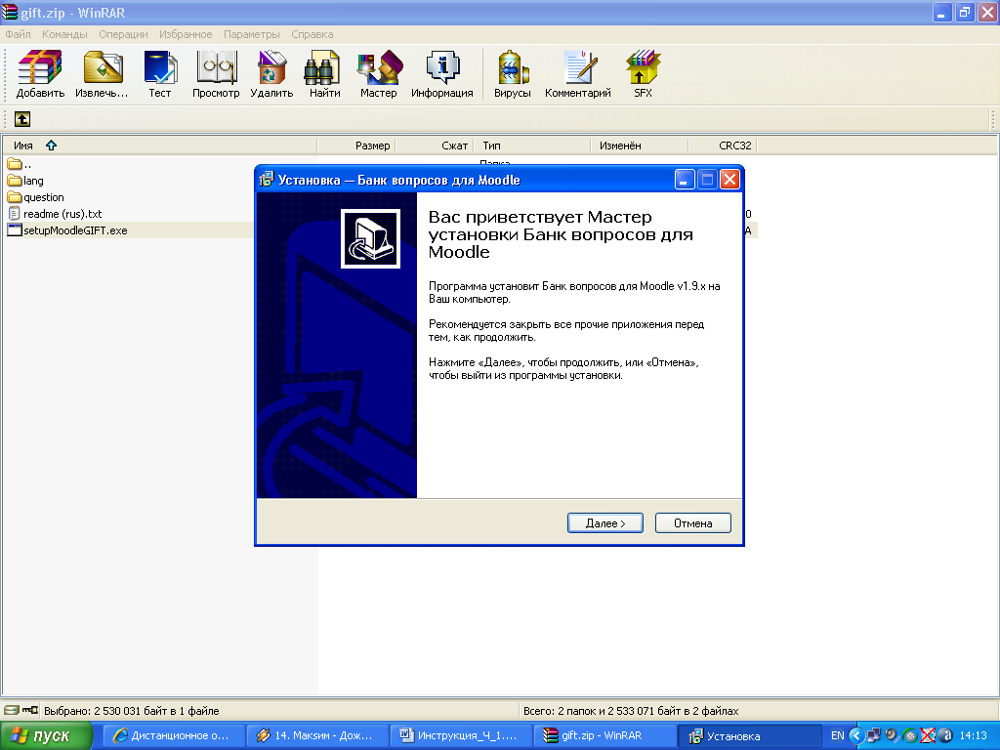 gift.zip - WinRAR
Файл Команды Операции Избранное Параметры Справка
Добавить Извлечь... Тест Просмотр Удалить Найти Мастер Информация Вирусы Комментарий SFX
Имя Размер Сжат Тип Изменён CRC32
..
lang
question
readme (rus).txt
setupMoodleGIFT.exe
Установка — Банк вопросов для Moodle
Вас приветствует Мастер
установки Банк вопросов для
Moodle
Программа установит Банк вопросов для Moodle v1.9.x на
Ваш компьютер.
Рекомендуется закрыть все прочие приложения перед
тем, как продолжить.
Нажмите «Далее», чтобы продолжить, или «Отмена»,
чтобы выйти из программы установки.
Далее > Отмена
Выбрано: 2 530 031 байт в 1 файле Всего: 2 папок и 2 533 071 байт в 2 файлах
пуск Дистанционное о... 14. Максим - Дож... Инструкция_Ч_1.... gift.zip - WinRAR Установка EN 14:13